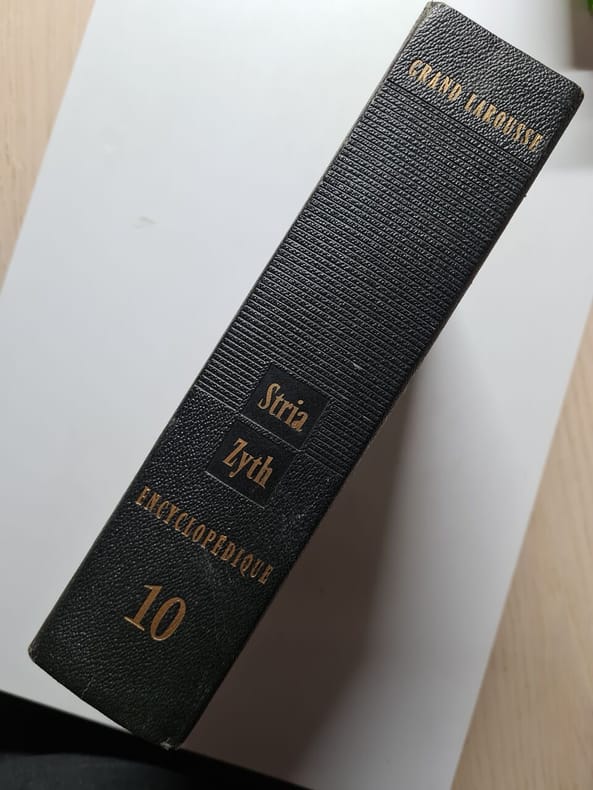 GRAND LAROUSSE
Stria
Zyth
ENCYCLOPÉDIQUE
10